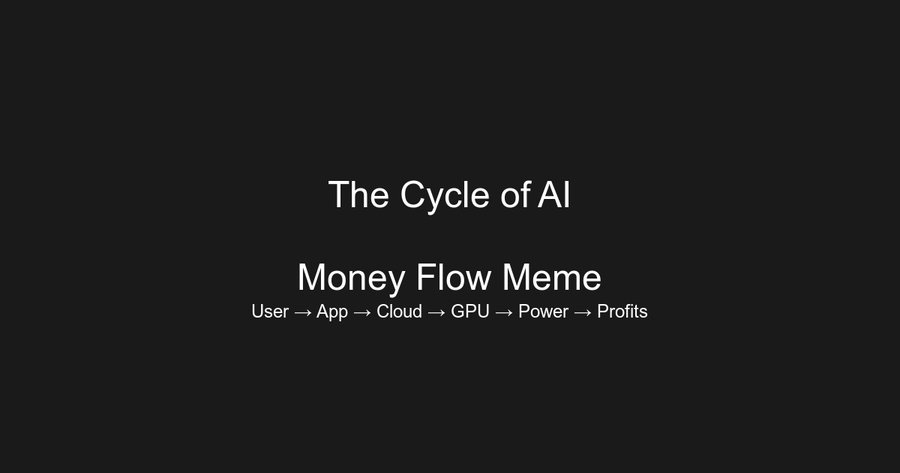 The Cycle of AI
Money Flow Meme
User → App → Cloud → GPU → Power → Profits